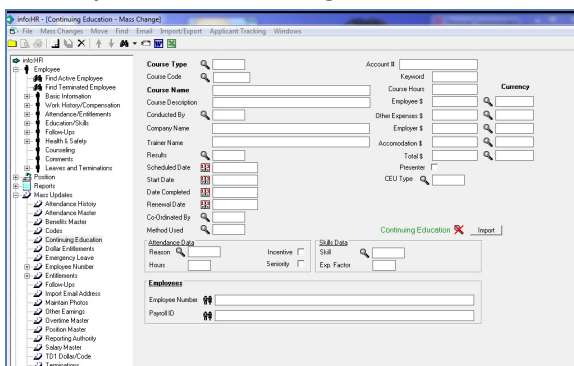 info:HR - [Continuing Education - Mass Change]
File Mass Changes Move Find Email Import/Export Applicant Tracking Windows
info:HR
Employee
Find Active Employee
Find Terminated Employee
Basic Information
Work History/Compensation
Attendance/Entitlements
Education/Skills
Follow-Ups
Health & Safety
Counseling
Comments
Leaves and Terminations
Position
Reports
Mass Updates
Attendance History
Attendance Master
Benefits Master
Codes
Continuing Education
Dollar Entitlements
Emergency Leave
Employee Number
Entitlements
Follow-Ups
Import Email Address
Maintain Photos
Other Earnings
Overtime Master
Position Master
Reporting Authority
Salary Master
TD1 Dollar/Code
Terminations
Course Type
Account #
Course Code
Keyword
Course Name
Course Hours
Currency
Course Description
Employee $
Conducted By
Other Expenses $
Company Name
Employer $
Trainer Name
Accomodation $
Results
Total $
Scheduled Date
Presenter
Start Date
CEU Type
Date Completed
Renewal Date
Co-Ordinated By
Method Used
Continuing Education
Import
Attendance Data
Skills Data
Reason
Incentive
Skill
Hours
Seniority
Exp. Factor
Employees
Employee Number
Payroll ID